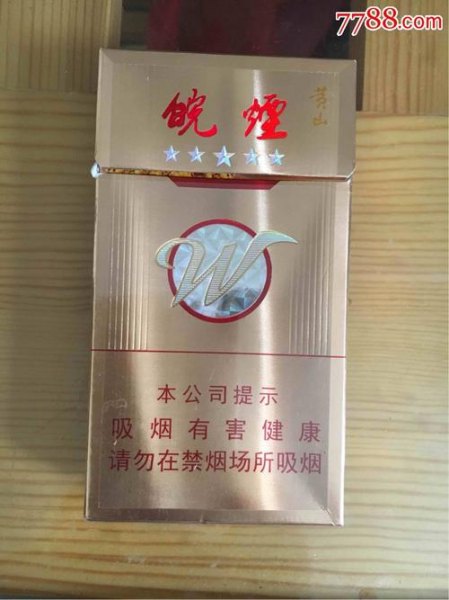 7788.com
黄山
皖煙
W
本公司提示
吸烟有害健康
请勿在禁烟场所吸烟